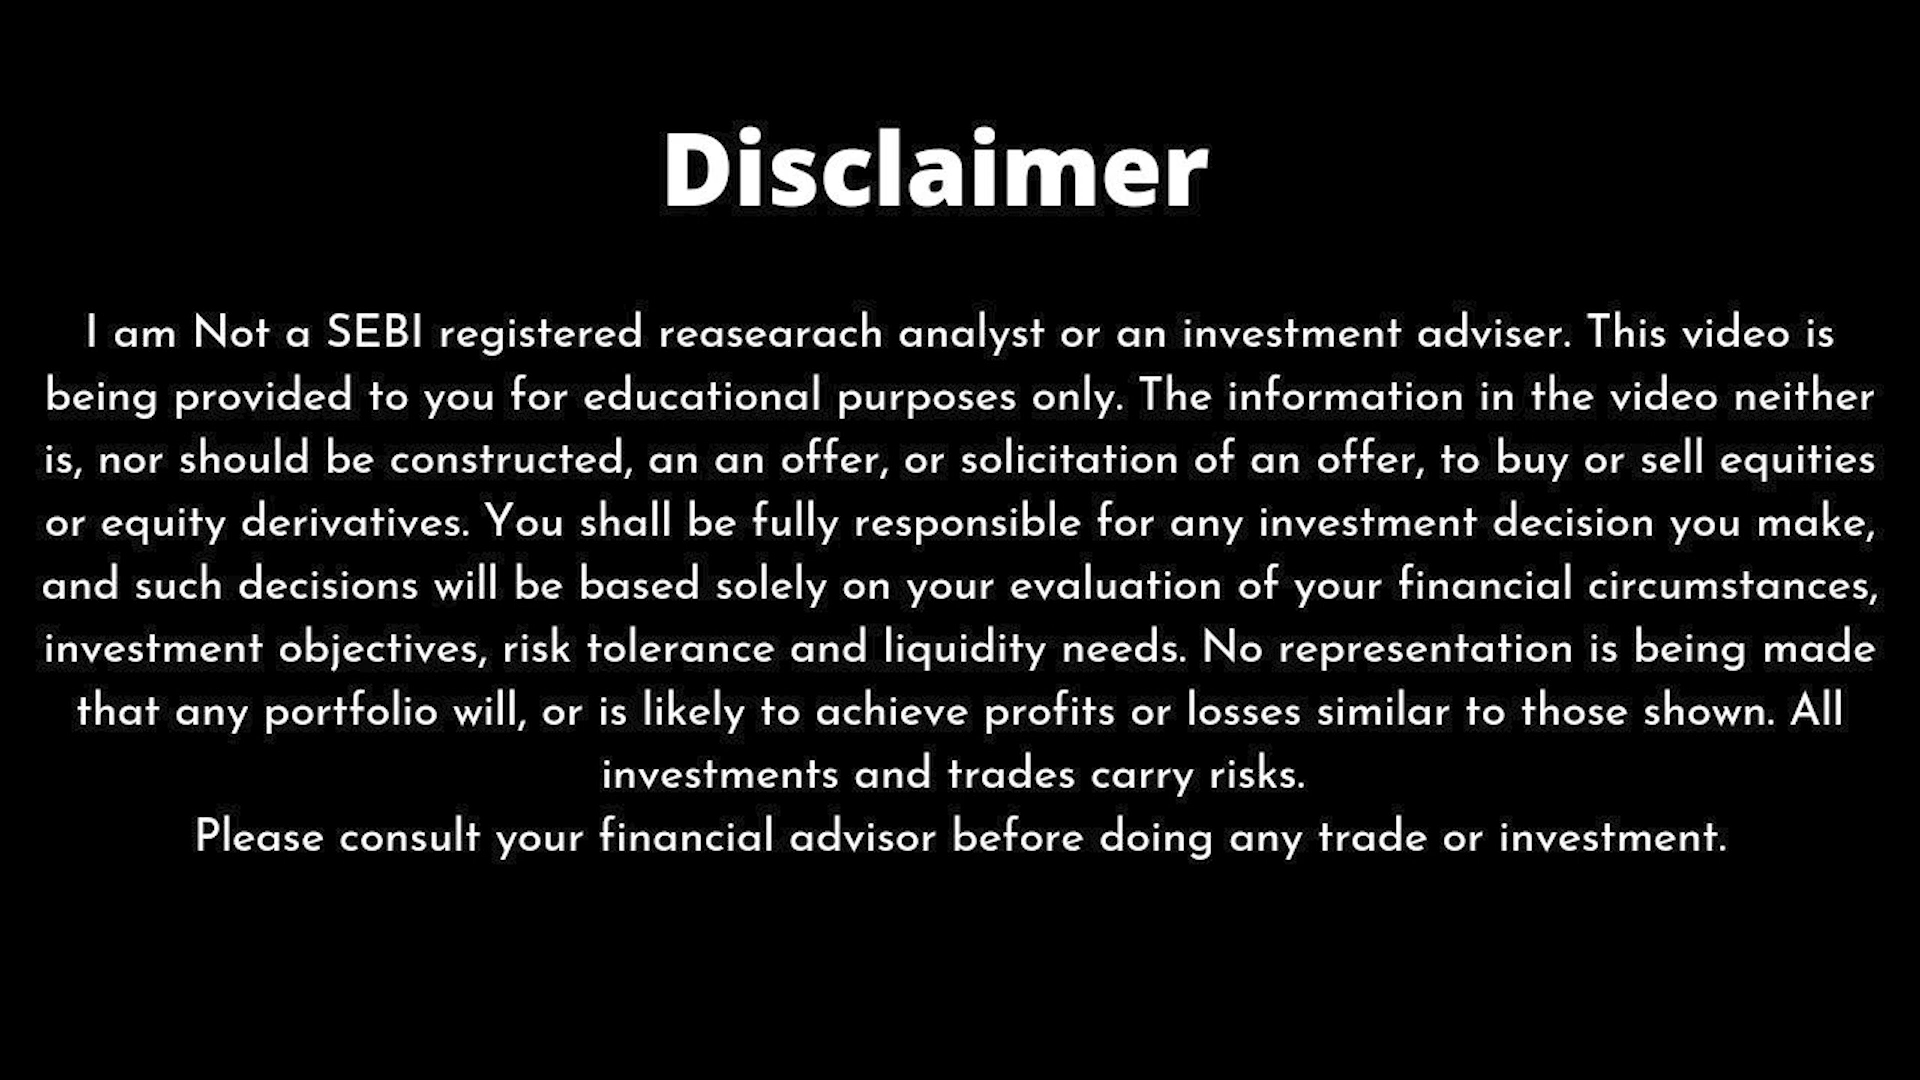 Disclaimer
I am Not a SEBI registered reasearach analyst or an investment adviser. This video is
being provided to you for educational purposes only. The information in the video neither
is, nor should be constructed, an an offer, or solicitation of an offer, to buy or sell equities
or equity derivatives. You shall be fully responsible for any investment decision you make,
and such decisions will be based solely on your evaluation of your financial circumstances,
investment objectives, risk tolerance and liquidity needs. No representation is being made
that any portfolio will, or is likely to achieve profits or losses similar to those shown. All
investments and trades carry risks.
Please consult your financial advisor before doing any trade or investment.